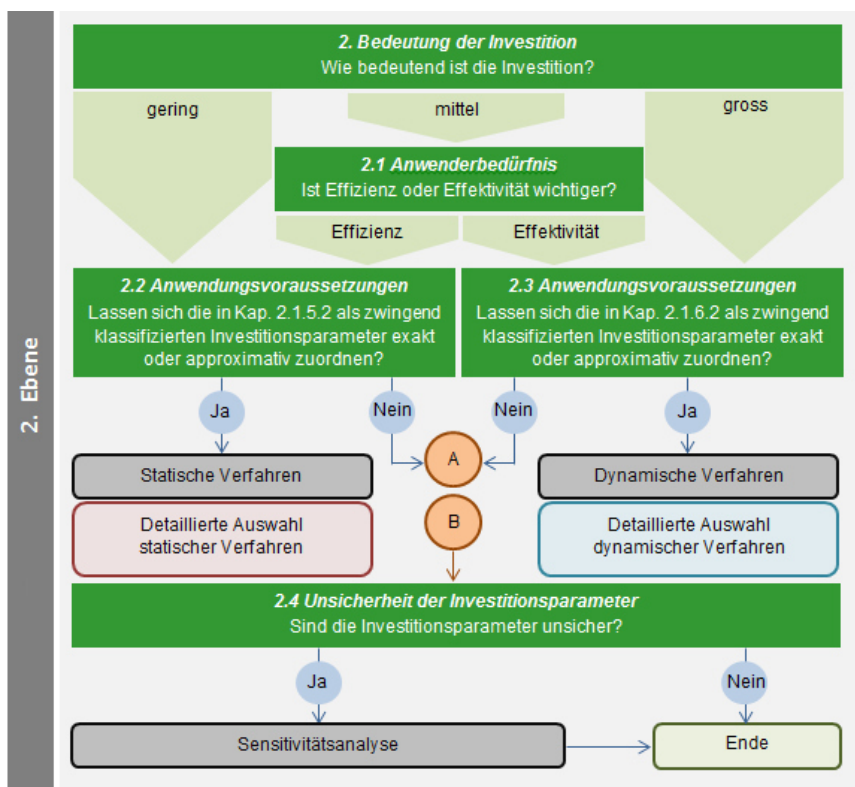 2. Ebene
2. Bedeutung der Investition
Wie bedeutend ist die Investition?
gering
mittel
gross
2.1 Anwenderbedürfnis
Ist Effizienz oder Effektivität wichtiger?
Effizienz
Effektivität
2.2 Anwendungsvoraussetzungen
Lassen sich die in Kap. 2.1.5.2 als zwingend
klassifizierten Investitionsparameter exakt
oder approximativ zuordnen?
2.3 Anwendungsvoraussetzungen
Lassen sich die in Kap. 2.1.6.2 als zwingend
klassifizierten Investitionsparameter exakt
oder approximativ zuordnen?
Ja
Nein
Nein
Ja
A
Statische Verfahren
Dynamische Verfahren
Detaillierte Auswahl
statischer Verfahren
B
Detaillierte Auswahl
dynamischer Verfahren
2.4 Unsicherheit der Investitionsparameter
Sind die Investitionsparameter unsicher?
Ja
Nein
Sensitivitätsanalyse
Ende